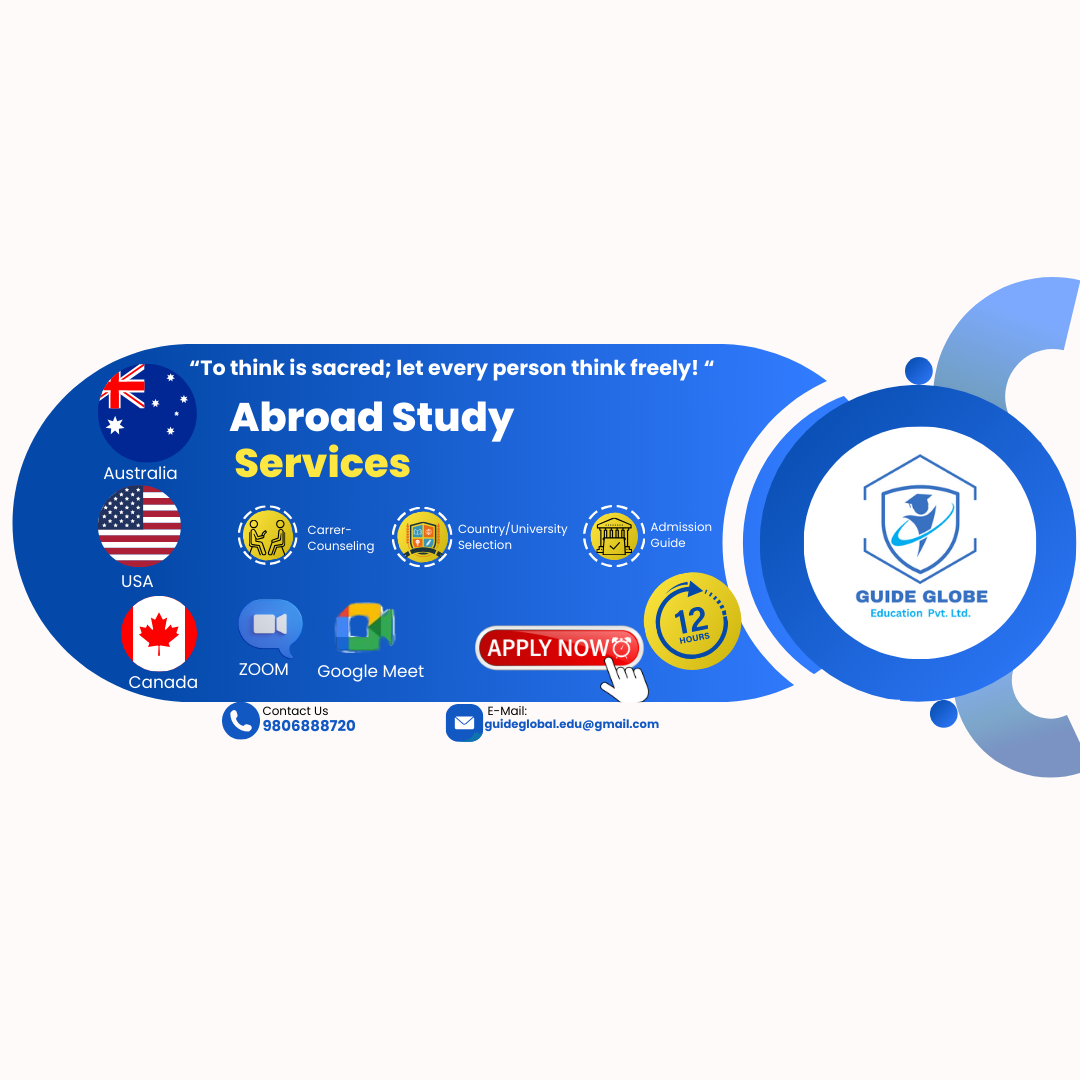 “To think is sacred; let every person think freely! “
Abroad Study
Services
Australia
USA
Canada
Carrer-
Counseling
Country/University
Selection
Admission
Guide
ZOOM
Google Meet
APPLY NOW
12
HOURS
Contact Us
9806888720
E-Mail:
guideglobal.edu@gmail.com
GUIDE GLOBE
Education Pvt. Ltd.